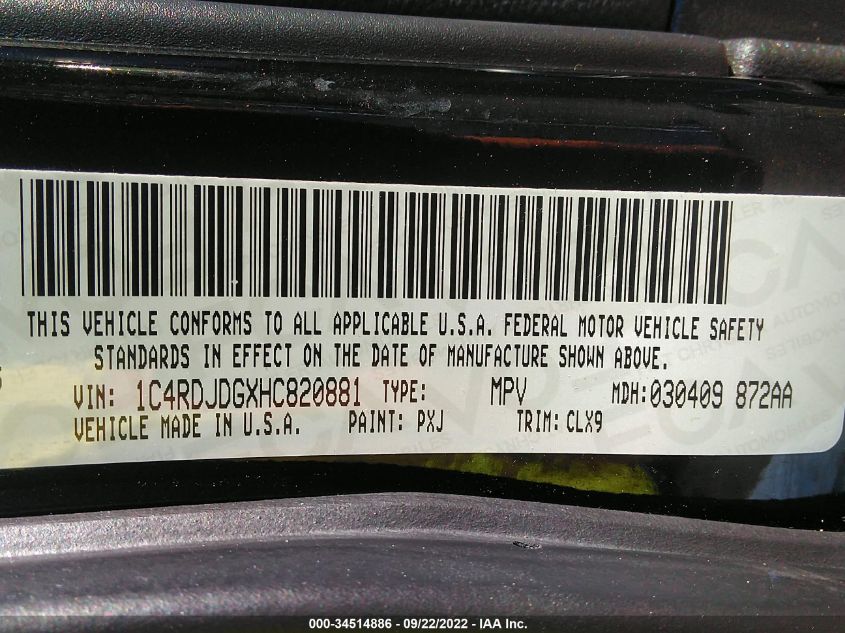 THIS VEHICLE CONFORMS TO ALL APPLICABLE U.S.A. FEDERAL MOTOR VEHICLE SAFETY
STANDARDS IN EFFECT ON THE DATE OF MANUFACTURE SHOWN ABOVE.
VIN: 1C4RDJDGXHC820881 TYPE: MPV MDH:030409 872AA
VEHICLE MADE IN U.S.A. PAINT: PXJ TRIM: CLX9
000-34514886 - 09/22/2022 - IAA Inc.